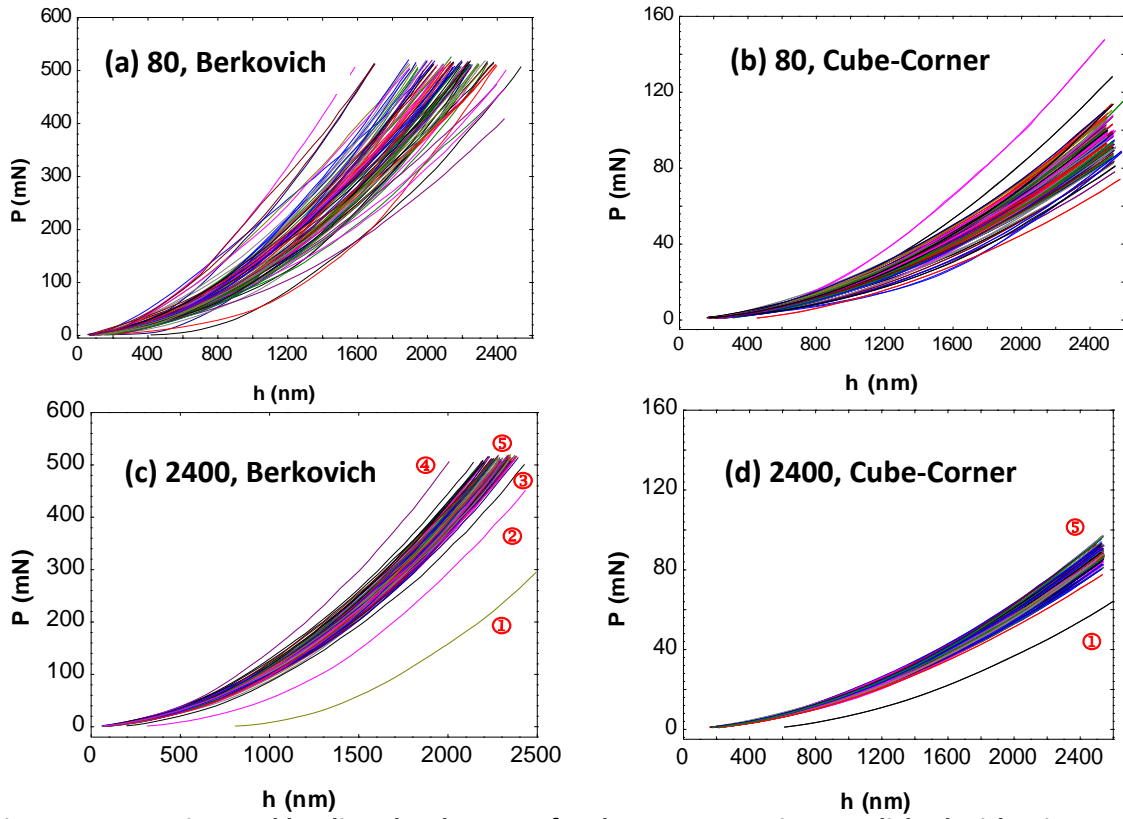 600
500
400
300
200
100
0
P (mN)
(a) 80, Berkovich
0 400 800 1200 1600 2000 2400
h (nm)
160
120
80
40
0
P (mN)
(b) 80, Cube-Corner
0 400 800 1200 1600 2000 2400
h (nm)
600
500
400
300
200
100
0
P (mN)
(c) 2400, Berkovich
④ ⑤
③
②
①
0 500 1000 1500 2000 2500
h (nm)
160
120
80
40
0
P (mN)
(d) 2400, Cube-Corner
⑤
①
0 400 800 1200 1600 2000 2400
h (nm)